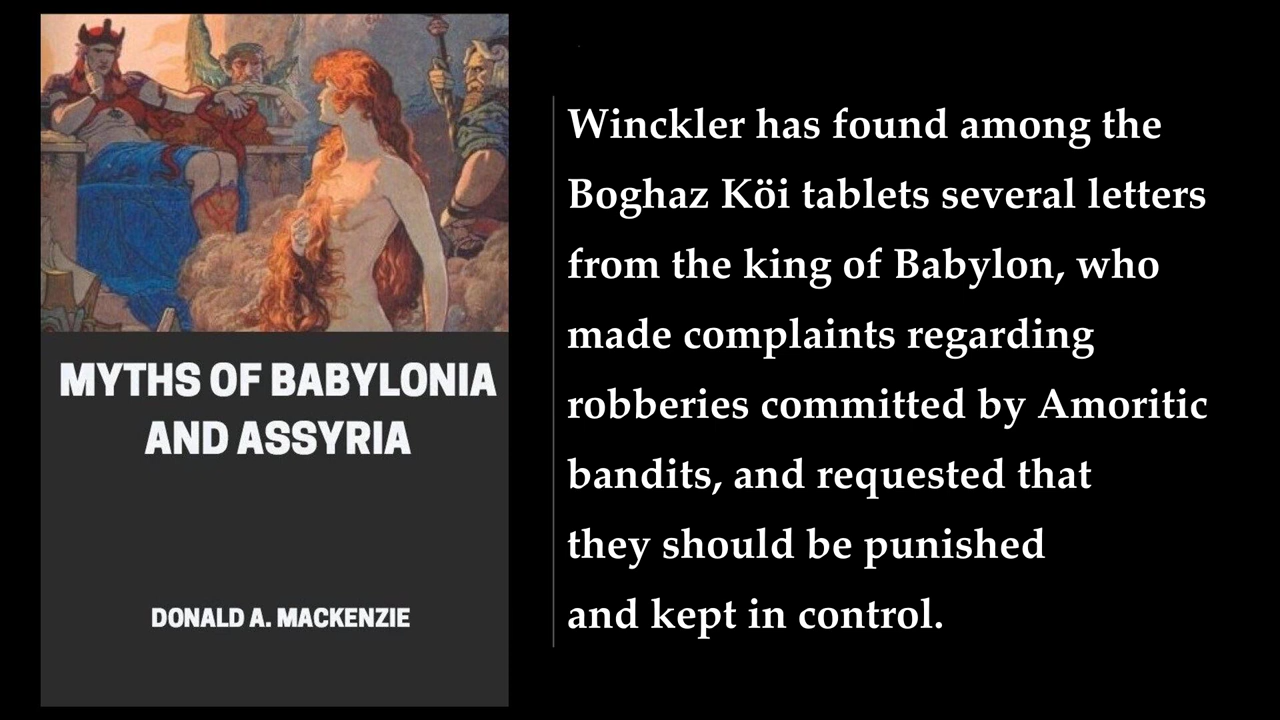 MYTHS OF BABYLONIA
AND ASSYRIA
DONALD A. MACKENZIE
Winckler has found among the
Boghaz Köi tablets several letters
from the king of Babylon, who
made complaints regarding
robberies committed by Amoritic
bandits, and requested that
they should be punished
and kept in control.